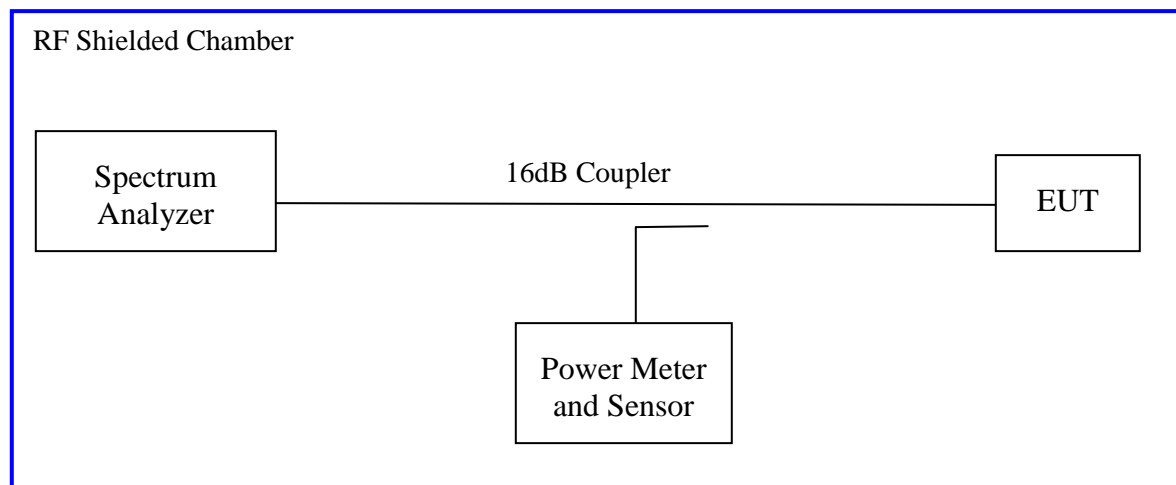 RF Shielded Chamber
Spectrum
Analyzer
16dB Coupler
EUT
Power Meter
and Sensor